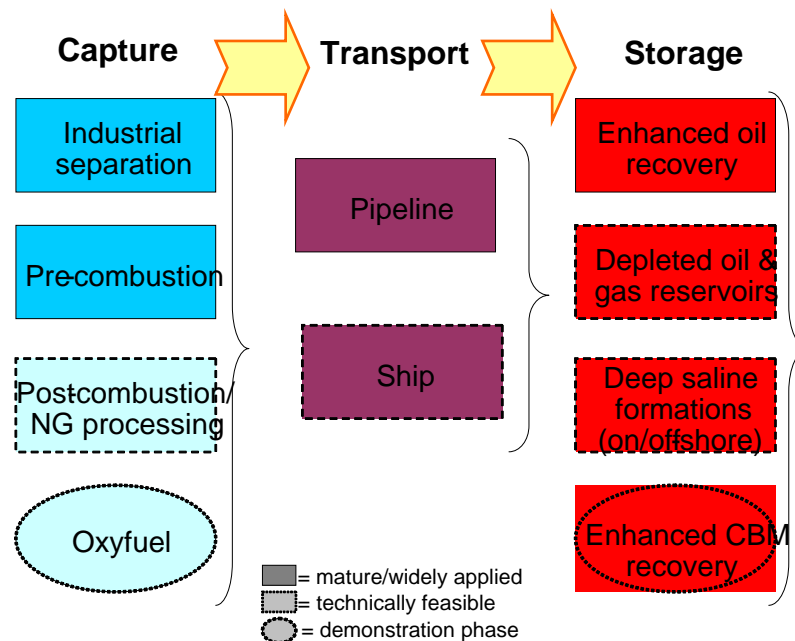 Capture
Transport
Storage
Industrial
separation
Pre-combustion
Post-combustion/
NG processing
Oxyfuel
Pipeline
Ship
Enhanced oil
recovery
Depleted oil &
gas reservoirs
Deep saline
formations
(on/offshore)
Enhanced CBM
recovery
= mature/widely applied
= technically feasible
= demonstration phase